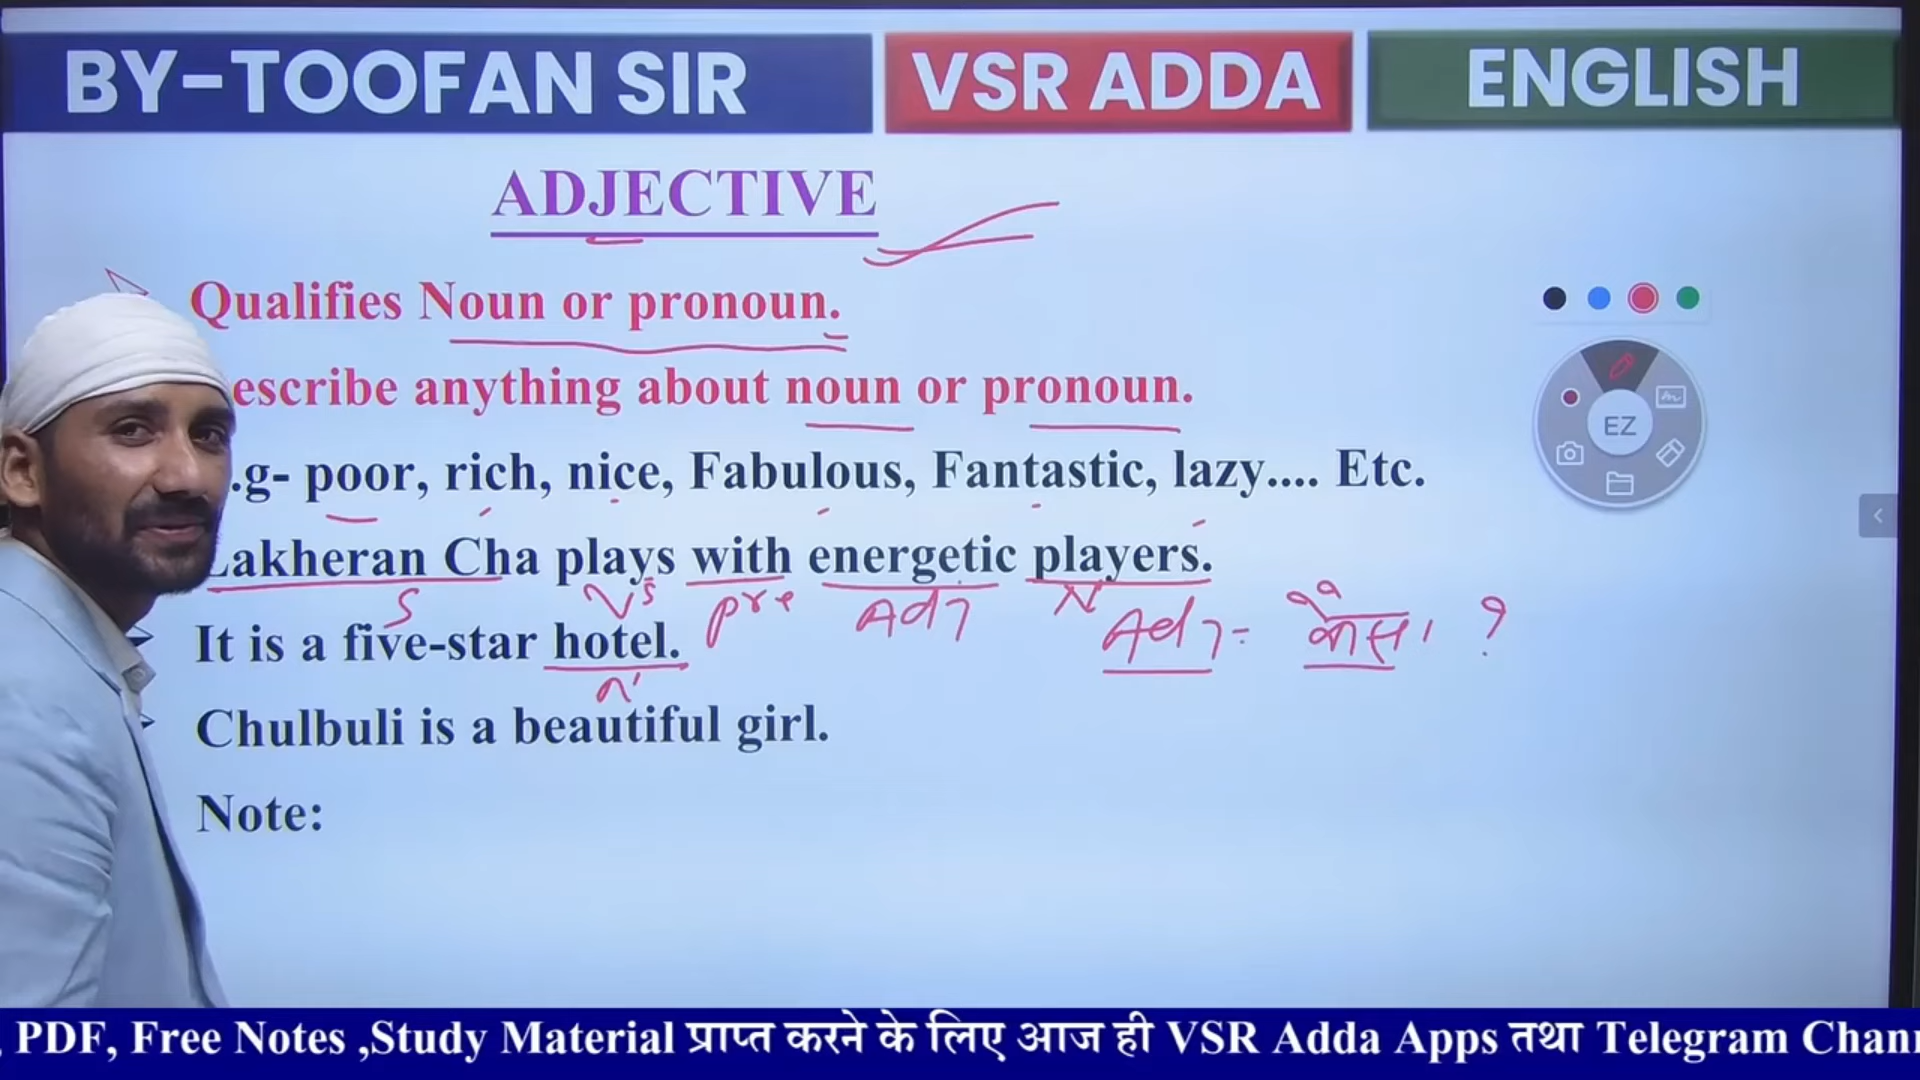 BY-TOOFAN SIR VSR ADDA ENGLISH
ADJECTIVE
Qualifies Noun or pronoun.
escribe anything about noun or pronoun.
.g- poor, rich, nice, Fabulous, Fantastic, lazy.... Etc.
Lakheran Cha plays with energetic players.
S V5 pre Adj N
Adj = कैसा ?
It is a five-star hotel.
n
Chulbuli is a beautiful girl.
Note:
EZ
PDF, Free Notes ,Study Material प्राप्त करने के लिए आज ही VSR Adda Apps तथा Telegram Chann